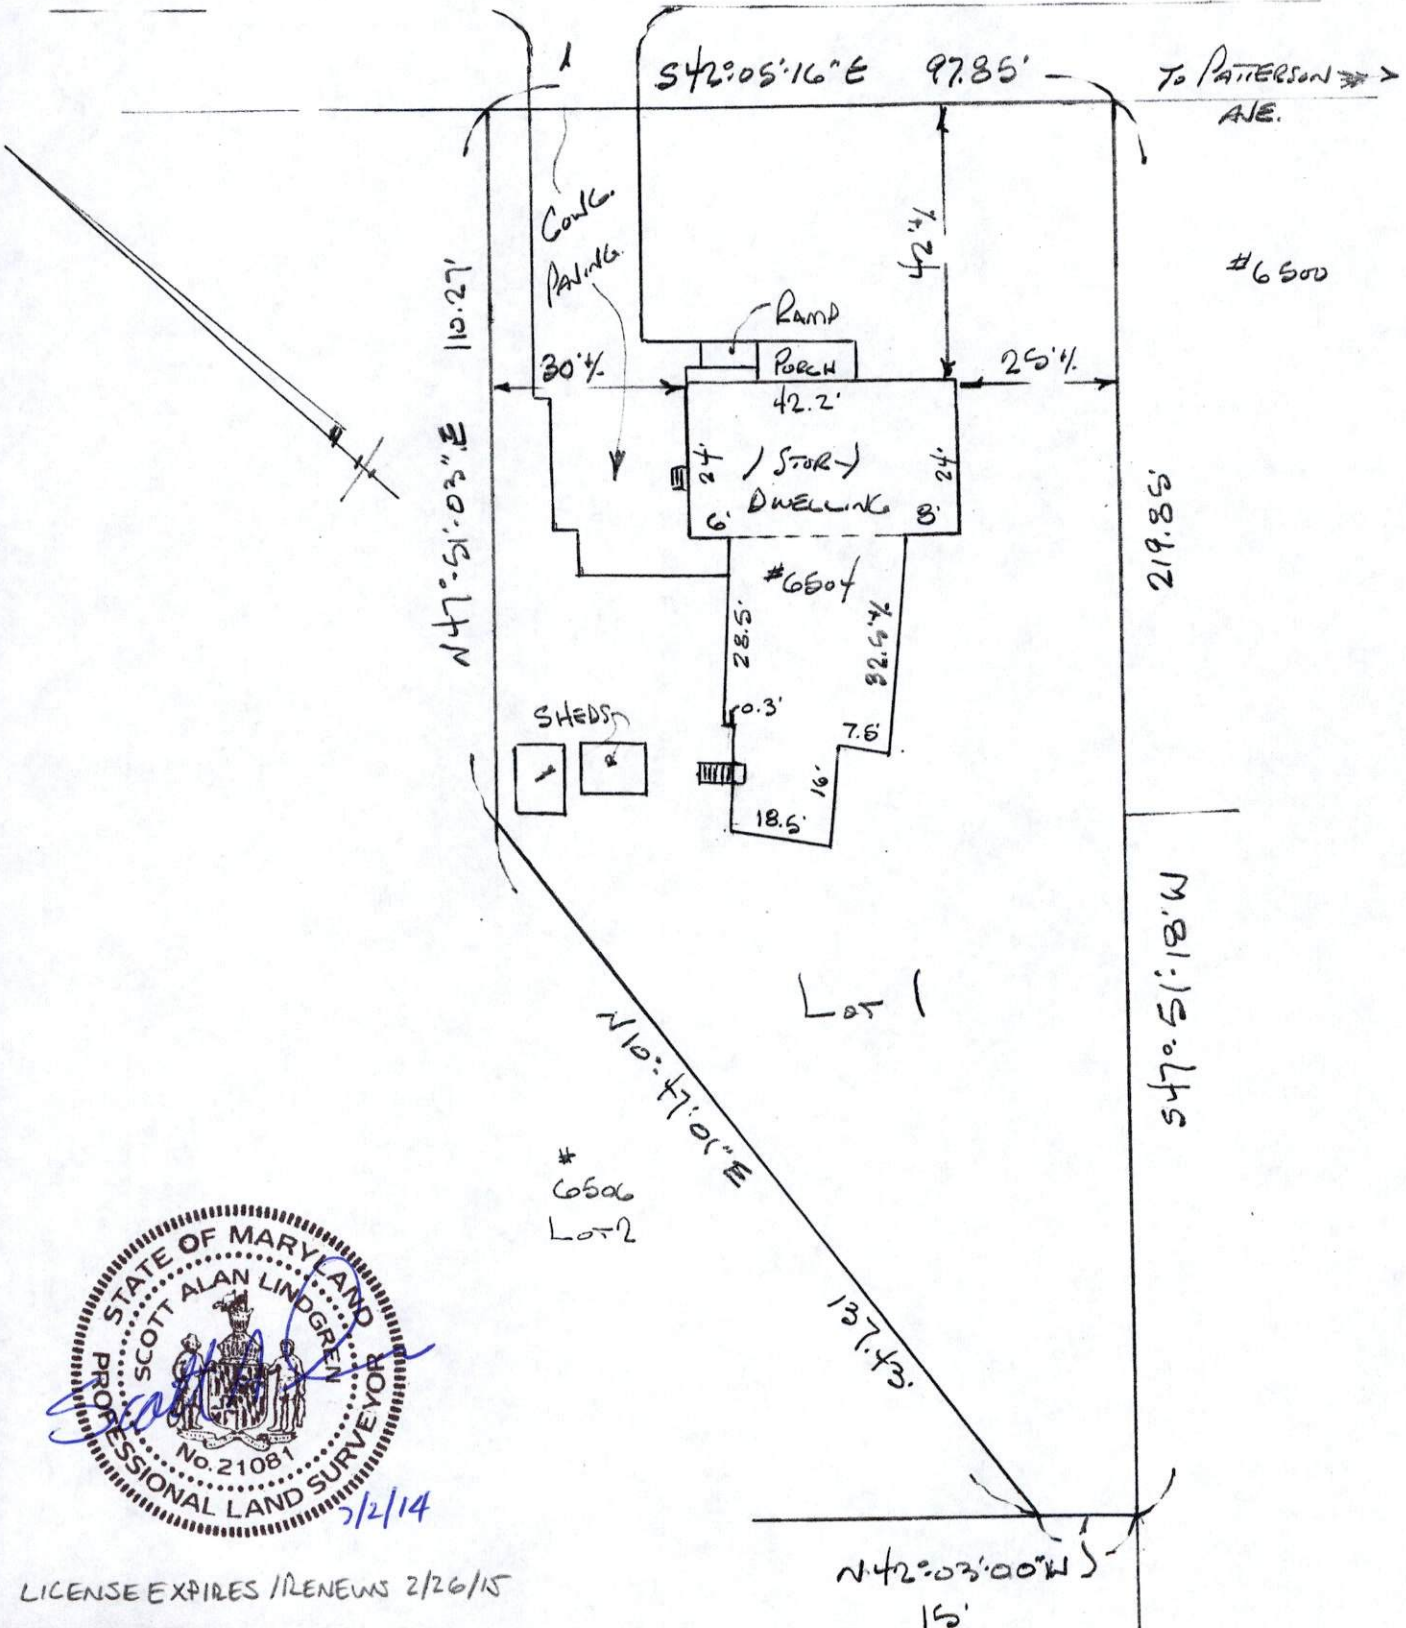 S42°05'16"E 97.85'
TO PATTERSON
AVE.
CONC.
PAVING
#6500
110.27'
N47°51'03"E
42'±
RAMP
PORCH
30'±
25'±
42.2'
24'
1 STORY
DWELLING
24'
6'
8'
#6504
219.85'
28.5'
32.5'±
0.3'
7.5'
SHEDS
16'
18.5'
S47°51'18"W
LOT 1
N10°47'01"E
137.43'
#
6506
LOT 2
STATE OF MARYLAND
SCOTT ALAN LINDGREN
No. 21081
PROFESSIONAL LAND SURVEYOR
7/2/14
LICENSE EXPIRES / RENEWS 2/26/15
N42°03'00"W
15'